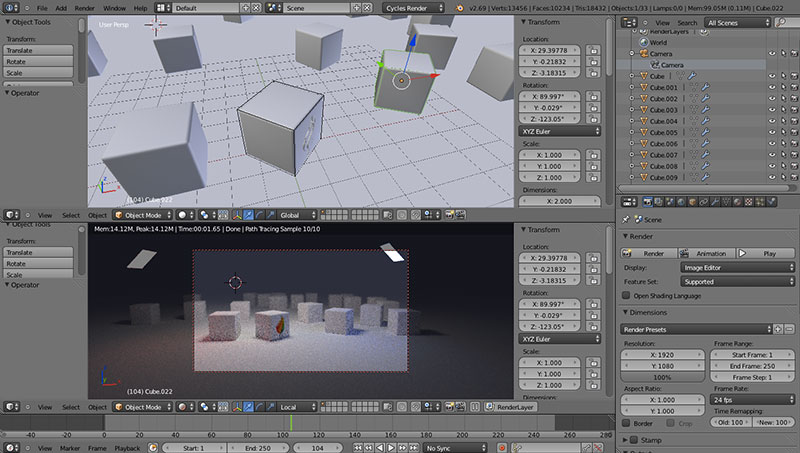 File Render Window Help Default Scene Cycles Render v2.69 | Verts:13456 | Faces:10234 | Tris:18432 | Objects:1/33 | Lamps:0/0 | Mem:99.05M (0.11M) | Cube.022
Object Tools
Transform:
Translate
Rotate
Scale
Operator
User Persp
(104) Cube.022
Transform
Location:
X: 29.39778
Y: -0.21832
Z: -3.18315
Rotation:
X: 89.997°
Y: -0.029°
Z: -123.05°
XYZ Euler
Scale:
X: 1.000
Y: 1.000
Z: 1.000
Dimensions:
X: 2.000
View Select Object Object Mode Global
Mem:14.12M, Peak:14.12M | Time:00:01.65 | Done | Path Tracing Sample 10/10
Object Tools
Transform:
Translate
Rotate
Scale
Operator
(104) Cube.022
Transform
Location:
X: 29.39778
Y: -0.21832
Z: -3.18315
Rotation:
X: 89.997°
Y: -0.029°
Z: -123.05°
XYZ Euler
Scale:
X: 1.000
Y: 1.000
Z: 1.000
Dimensions:
View Select Object Object Mode Local RenderLayer
-40 -20 0 20 40 60 80 100 120 140 160 180 200 220 240 260 280
View Marker Frame Playback Start: 1 End: 250 104 No Sync
View Search All Scenes
RenderLayers
World
Camera
Camera
Cube
Cube.001
Cube.002
Cube.003
Cube.004
Cube.005
Cube.006
Cube.007
Cube.008
Cube.009
Scene
Render
Render Animation Play
Display: Image Editor
Feature Set: Supported
Open Shading Language
Dimensions
Render Presets
Resolution: Frame Range:
X: 1920 Start Frame: 1
Y: 1080 End Frame: 250
100% Frame Step: 1
Aspect Ratio: Frame Rate:
X: 1.000 24 fps
Y: 1.000 Time Remapping:
Border Crop Old: 100 New: 100
Stamp